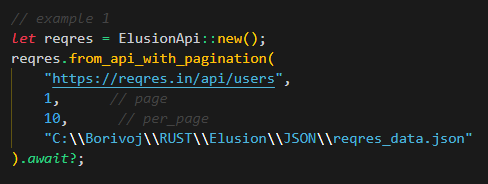 // example 1
let reqres = ElusionApi::new();
reqres.from_api_with_pagination(
    "https://reqres.in/api/users",
    1,      // page
    10,      // per_page
    "C:\\Borivoj\\RUST\\Elusion\\JSON\\reqres_data.json"
).await?;